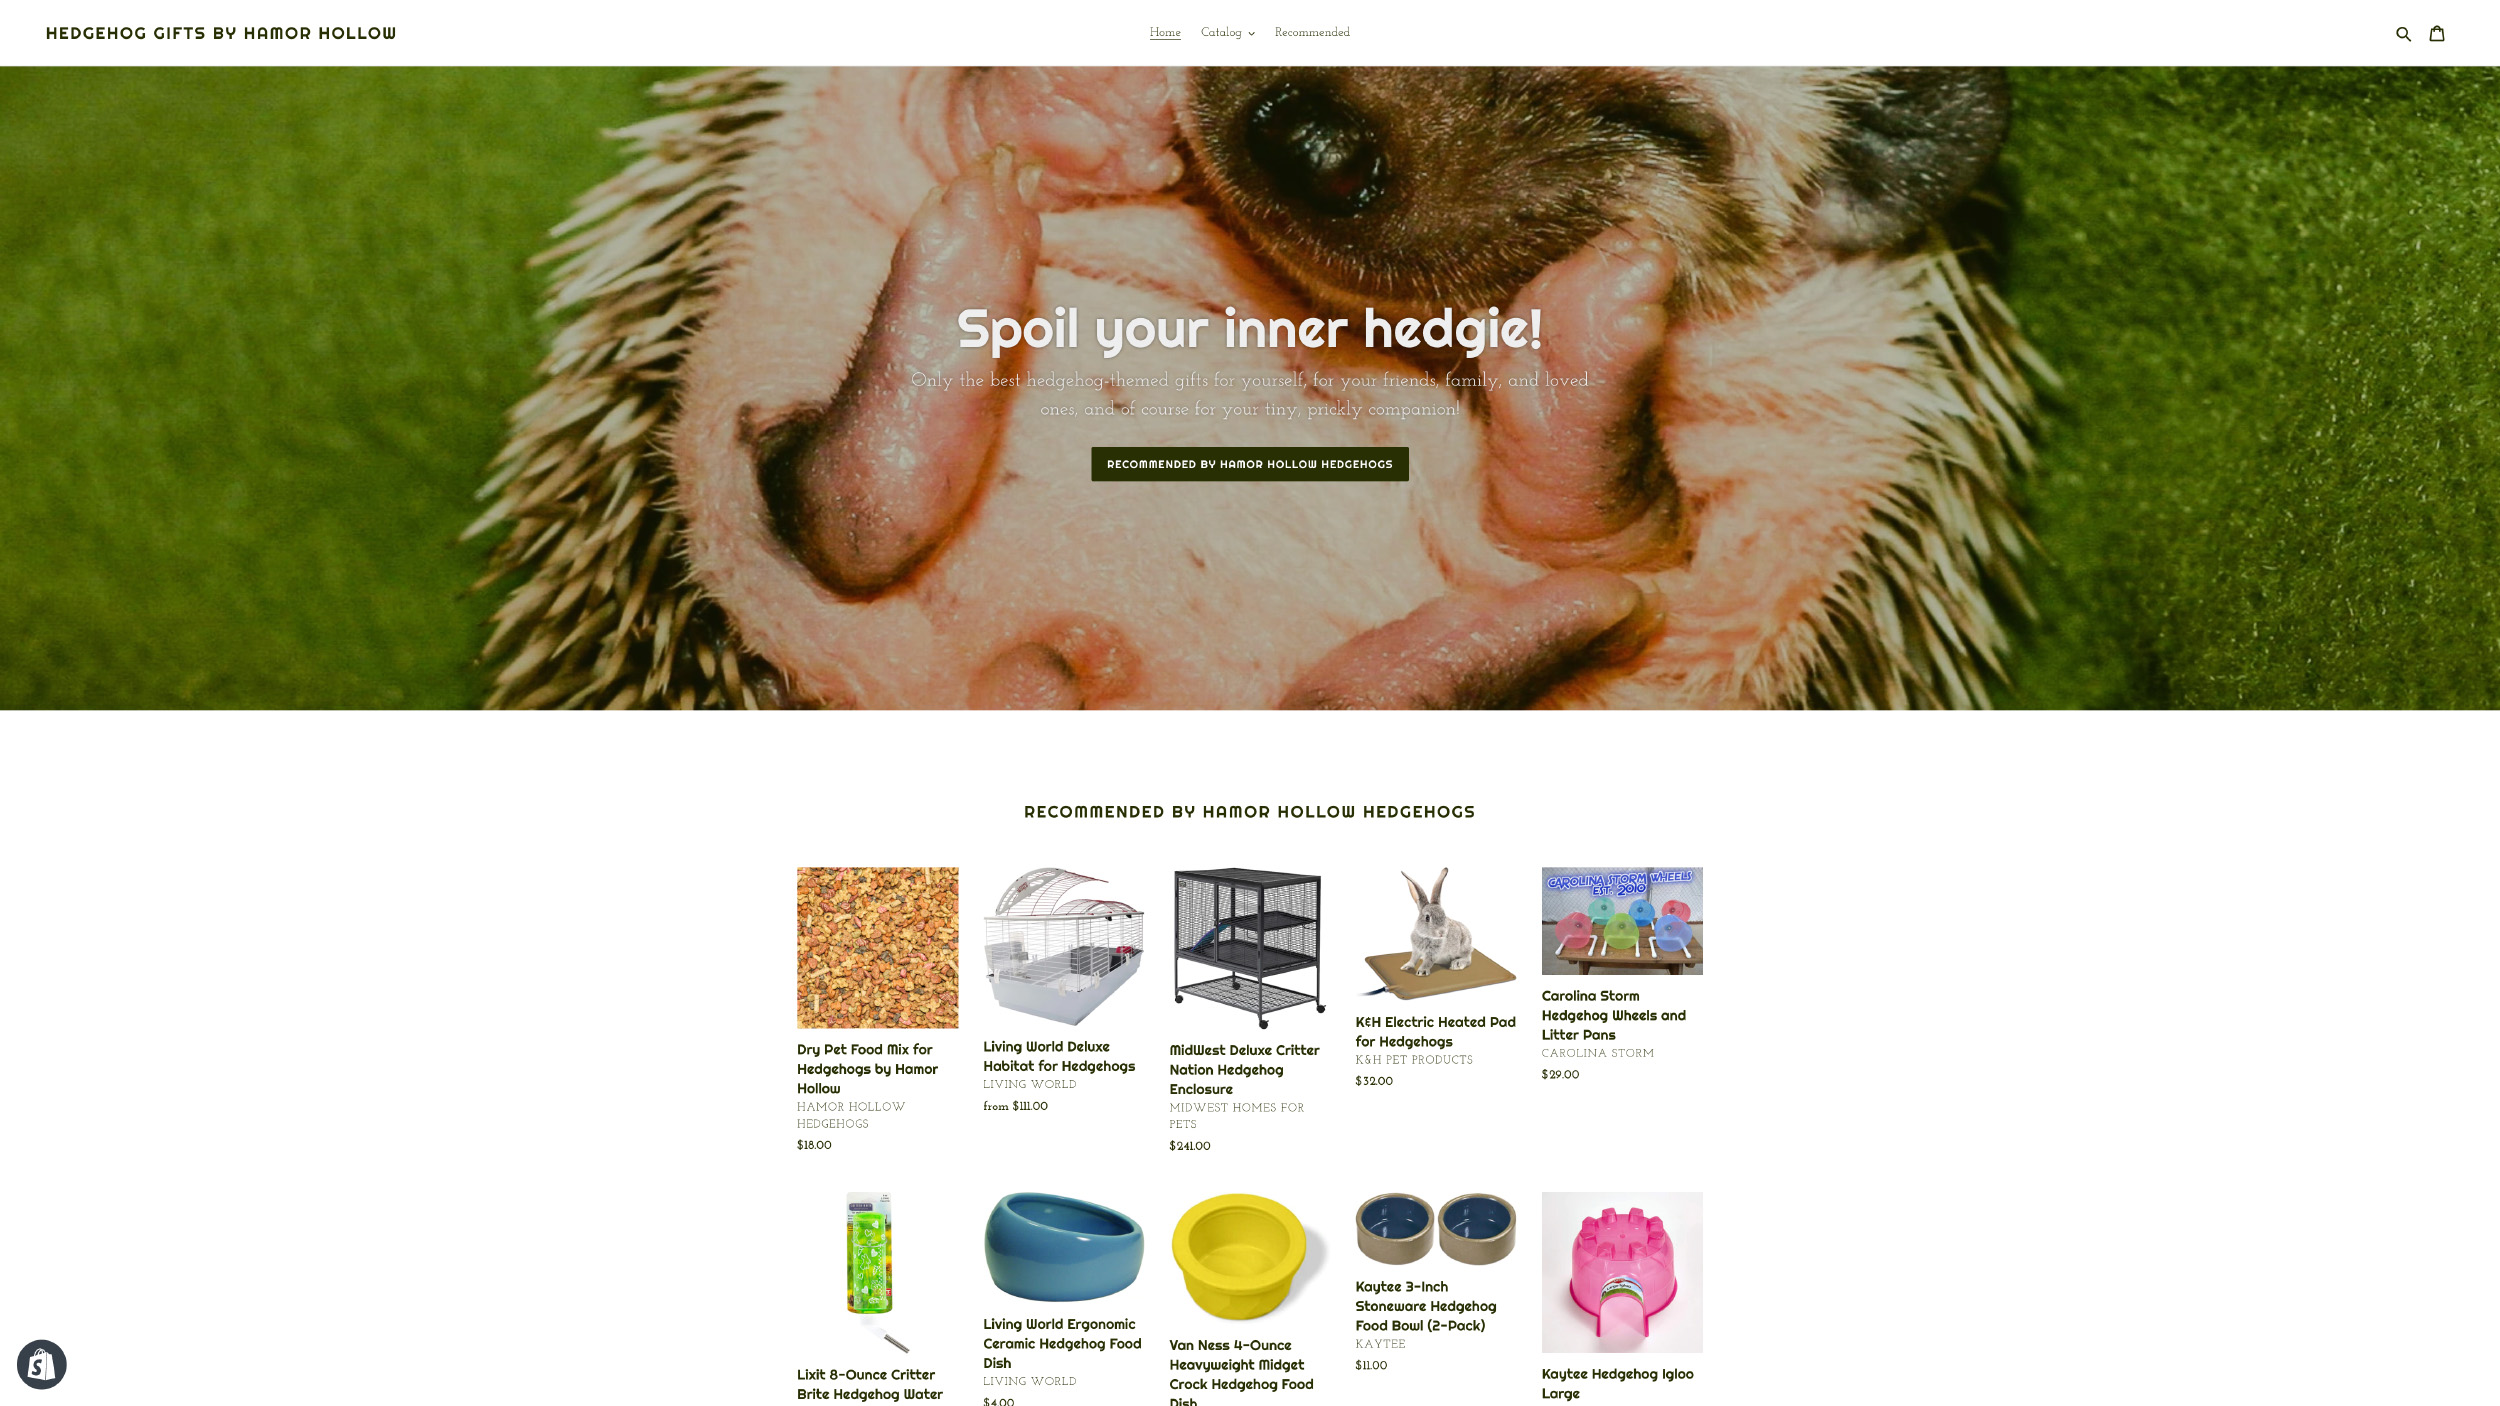 HEDGEHOG GIFTS BY HAMOR HOLLOW
Home
Catalog
Recommended
Spoil your inner hedgie!
Only the best hedgehog-themed gifts for yourself, for your friends, family, and loved
ones, and of course for your tiny, prickly companion!
RECOMMENDED BY HAMOR HOLLOW HEDGEHOGS
RECOMMENDED BY HAMOR HOLLOW HEDGEHOGS
Dry Pet Food Mix for
Hedgehogs by Hamor
Hollow
HAMOR HOLLOW
HEDGEHOGS
$18.00
Living World Deluxe
Habitat for Hedgehogs
LIVING WORLD
from $111.00
MidWest Deluxe Critter
Nation Hedgehog
Enclosure
MIDWEST HOMES FOR
PETS
$241.00
K&H Electric Heated Pad
for Hedgehogs
K&H PET PRODUCTS
$32.00
CAROLINA STORM WHEELS
EST. 2010
Carolina Storm
Hedgehog Wheels and
Litter Pans
CAROLINA STORM
$29.00
Lixit 8-Ounce Critter
Brite Hedgehog Water
Living World Ergonomic
Ceramic Hedgehog Food
Dish
LIVING WORLD
$4.00
Van Ness 4-Ounce
Heavyweight Midget
Crock Hedgehog Food
Dish
Kaytee 3-Inch
Stoneware Hedgehog
Food Bowl (2-Pack)
KAYTEE
$11.00
Kaytee Hedgehog Igloo
Large